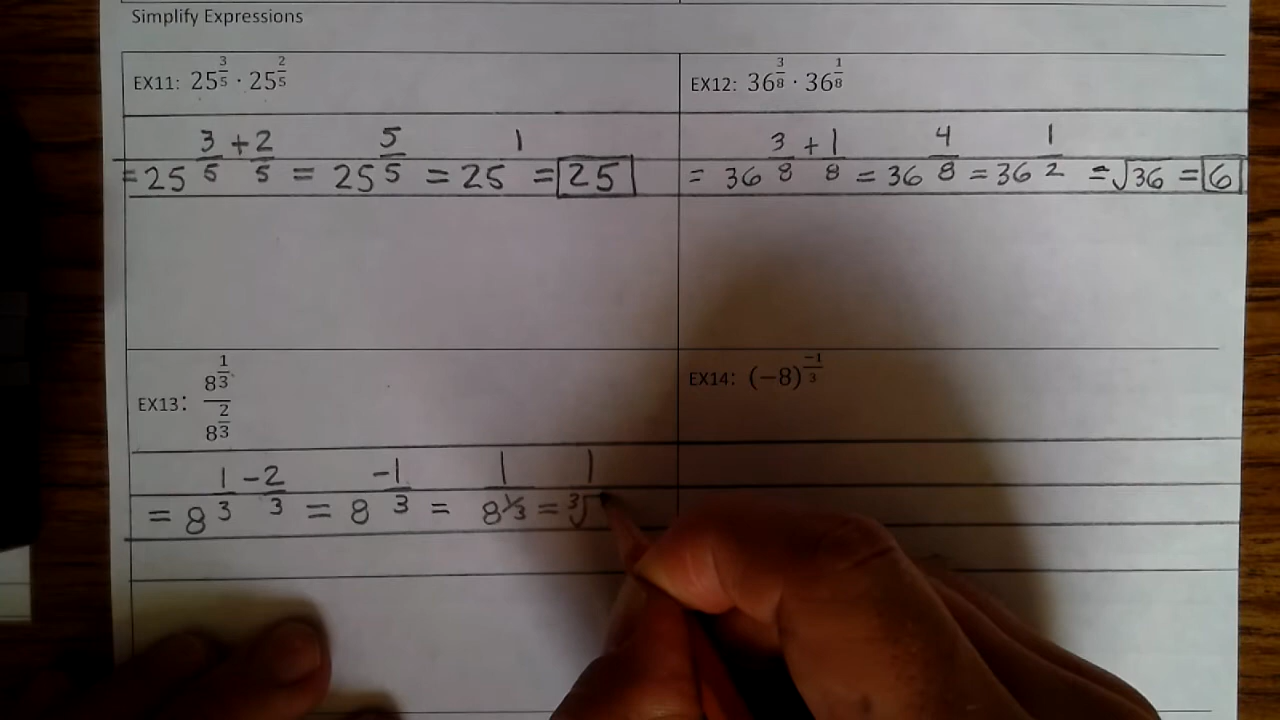 Simplify Expressions
EX11: 25^(3/5) · 25^(2/5)
= 25^(3/5 + 2/5) = 25^(5/5) = 25^1 = 25
EX12: 36^(3/8) · 36^(1/8)
= 36^(3/8 + 1/8) = 36^(4/8) = 36^(1/2) = √36 = 6
EX13: 8^(1/3) / 8^(2/3)
= 8^(1/3 - 2/3) = 8^(-1/3) = 1/8^(1/3) = 1/∛
EX14: (−8)^(−1/3)